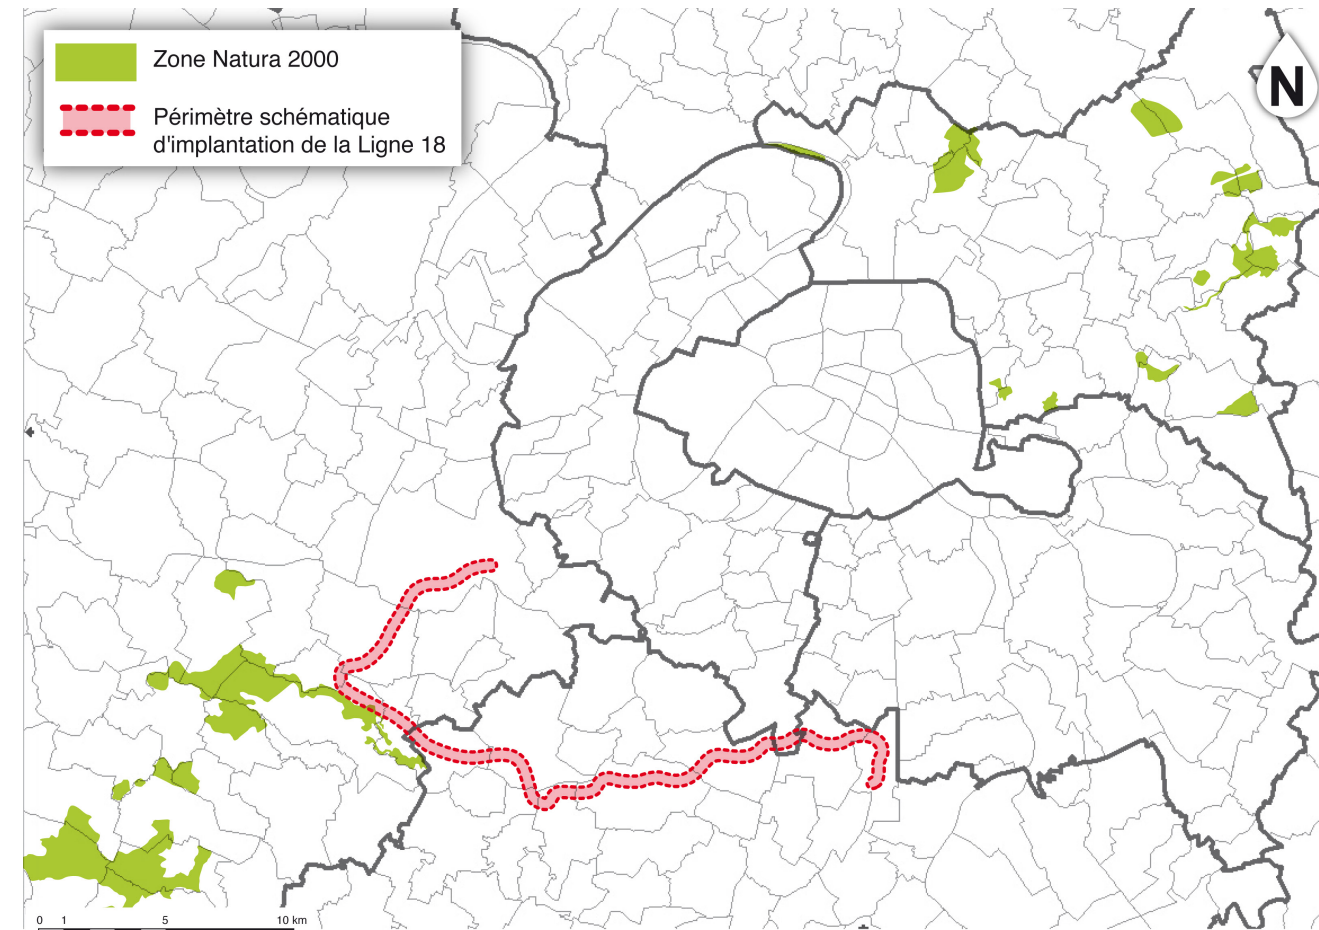 Zone Natura 2000
Périmètre schématique
d'implantation de la Ligne 18
N
0 1 5 10 km